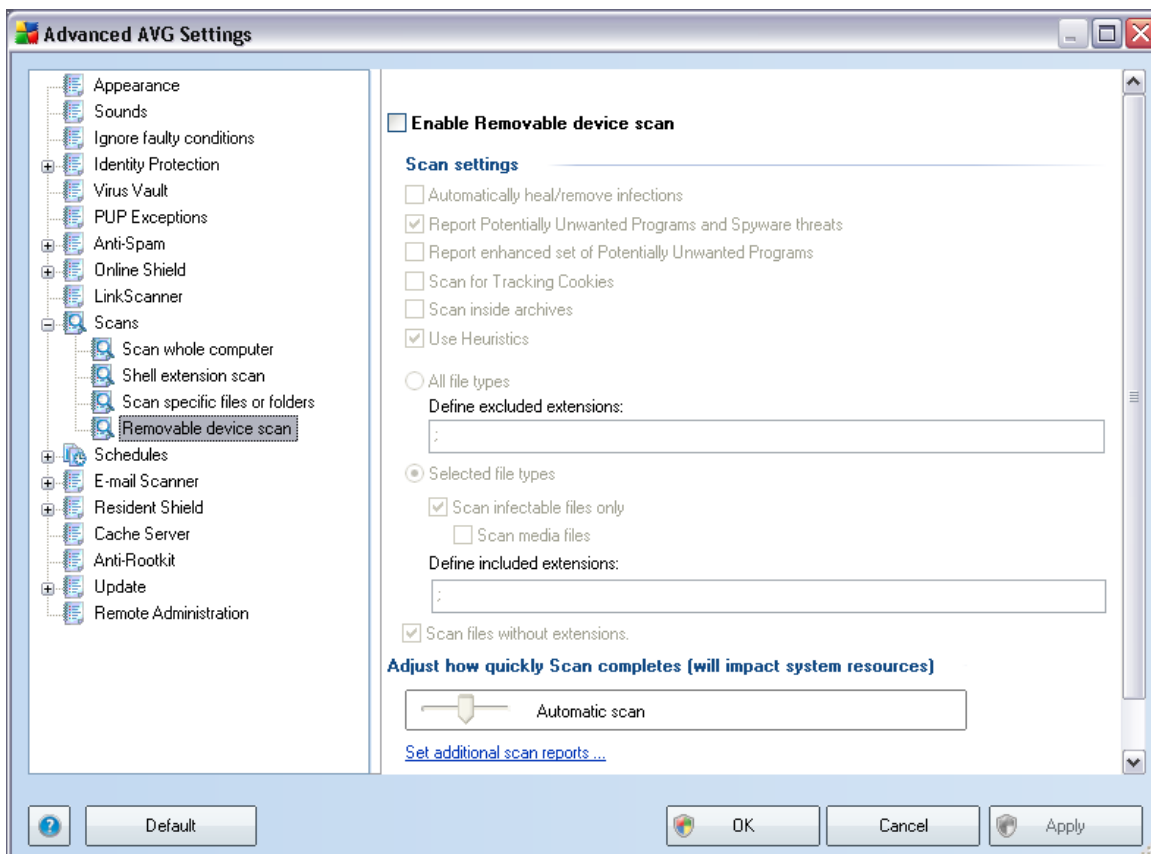 Advanced AVG Settings
Appearance
Sounds
Ignore faulty conditions
Identity Protection
Virus Vault
PUP Exceptions
Anti-Spam
Online Shield
LinkScanner
Scans
Scan whole computer
Shell extension scan
Scan specific files or folders
Removable device scan
Schedules
E-mail Scanner
Resident Shield
Cache Server
Anti-Rootkit
Update
Remote Administration
Enable Removable device scan
Scan settings
Automatically heal/remove infections
Report Potentially Unwanted Programs and Spyware threats
Report enhanced set of Potentially Unwanted Programs
Scan for Tracking Cookies
Scan inside archives
Use Heuristics
All file types
Define excluded extensions:
;
Selected file types
Scan infectable files only
Scan media files
Define included extensions:
;
Scan files without extensions.
Adjust how quickly Scan completes (will impact system resources)
Automatic scan
Set additional scan reports ...
Default
OK
Cancel
Apply